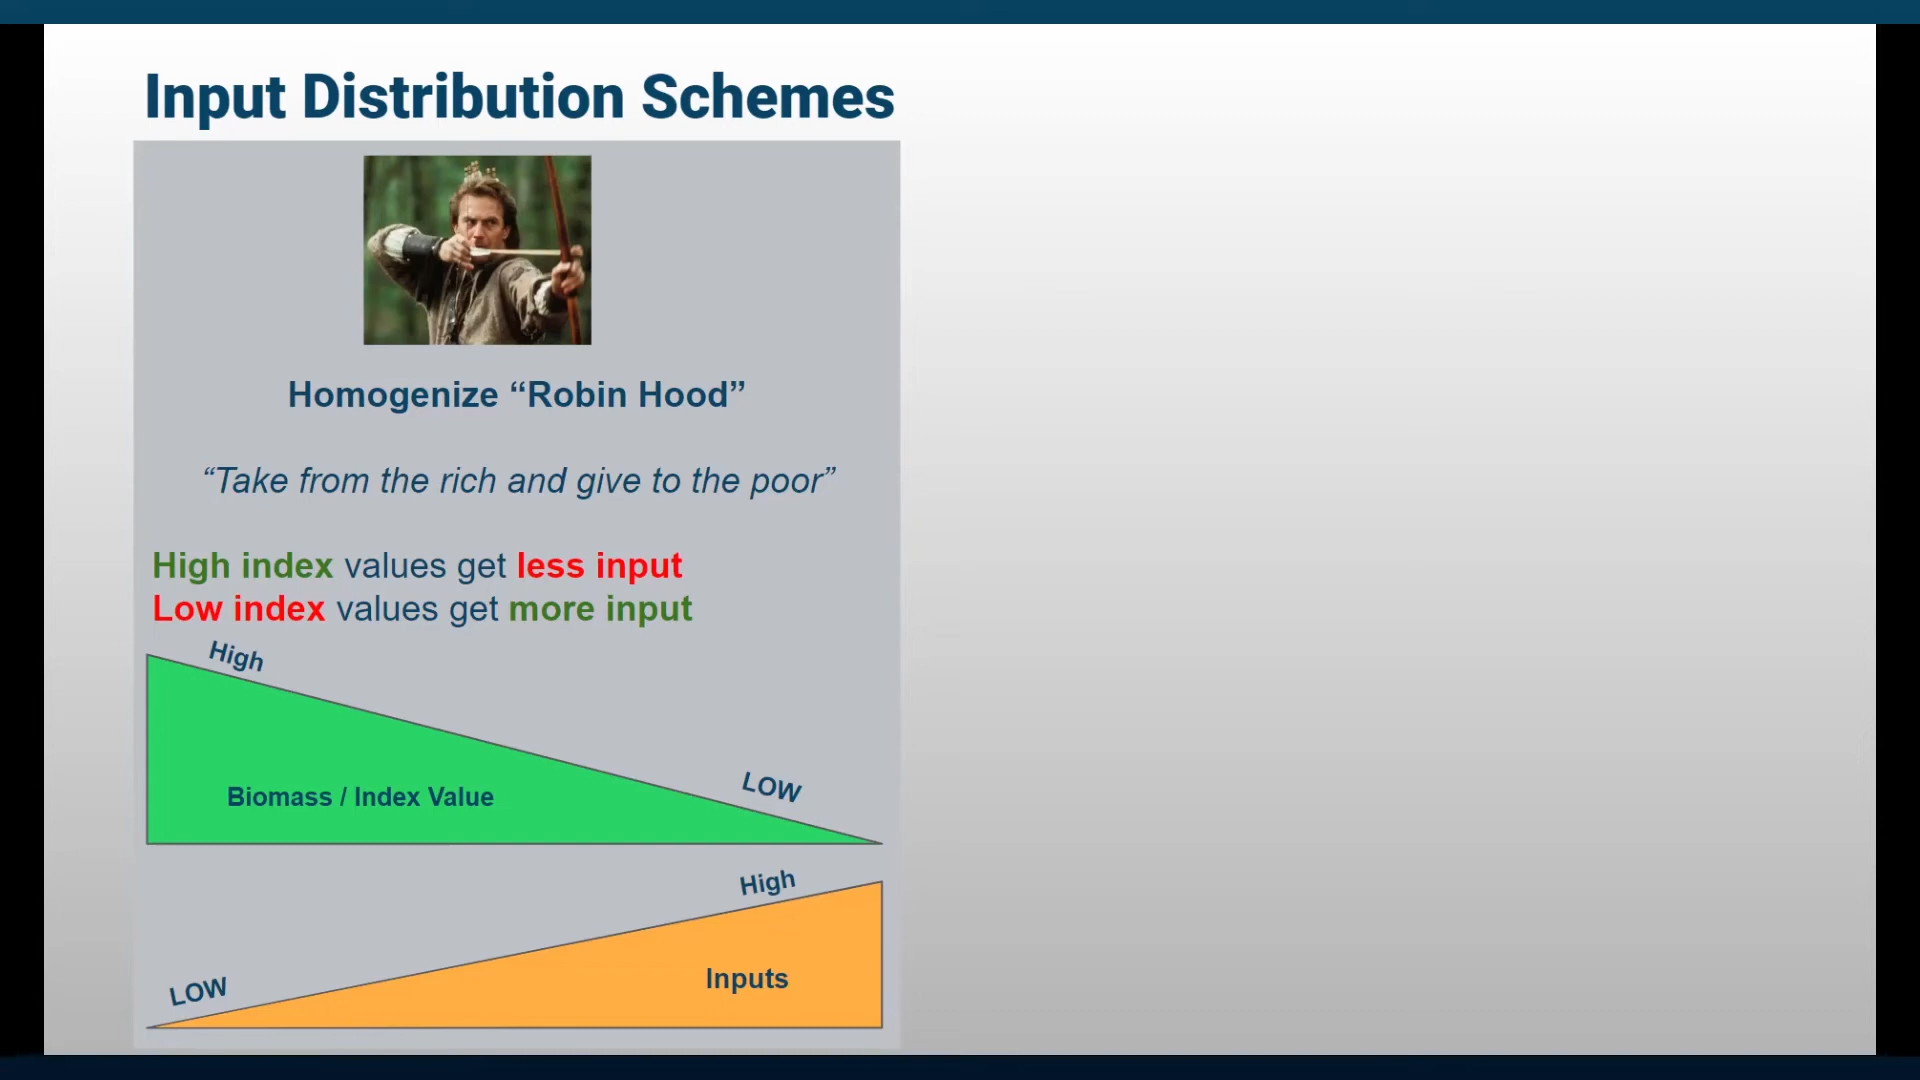 Input Distribution Schemes
Homogenize “Robin Hood”
“Take from the rich and give to the poor”
High index values get less input
Low index values get more input
High
LOW
Biomass / Index Value
High
Inputs
LOW